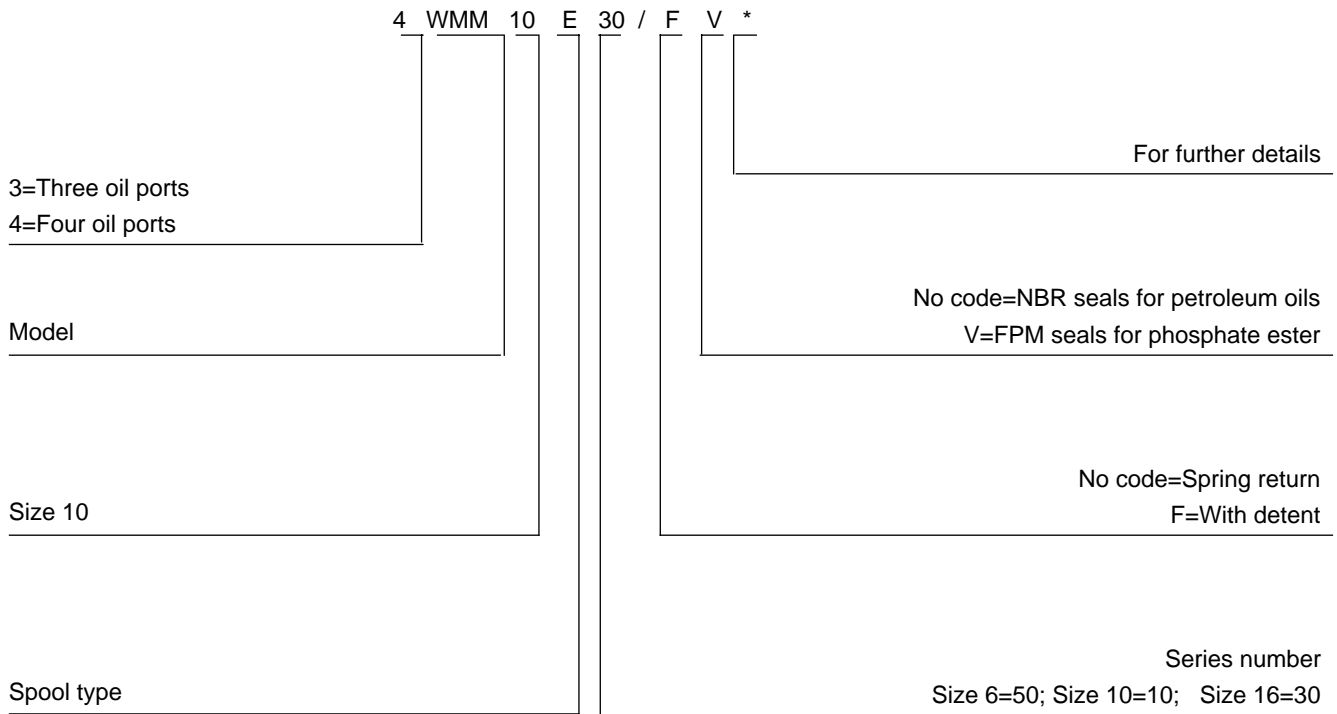 4 WMM 10 E 30 / F V *
For further details
3=Three oil ports
4=Four oil ports
No code=NBR seals for petroleum oils
Model
V=FPM seals for phosphate ester
No code=Spring return
Size 10
F=With detent
Series number
Spool type
Size 6=50; Size 10=10; Size 16=30